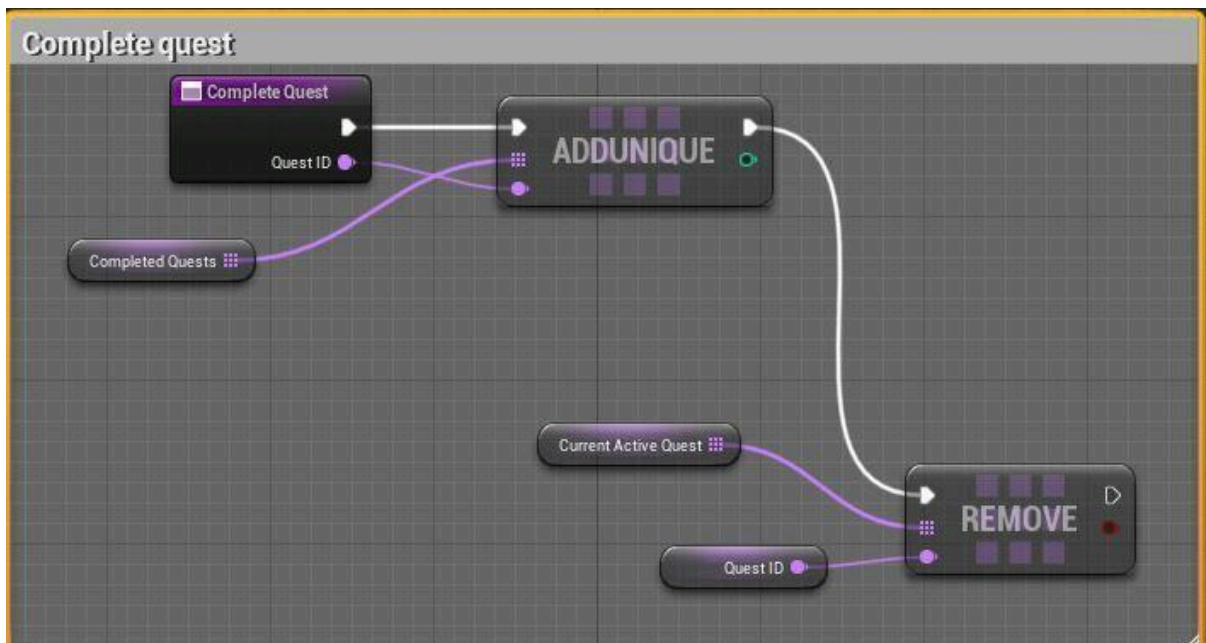 Complete quest
Complete Quest
Quest ID
ADDUNIQUE
Completed Quests
Current Active Quest
REMOVE
Quest ID